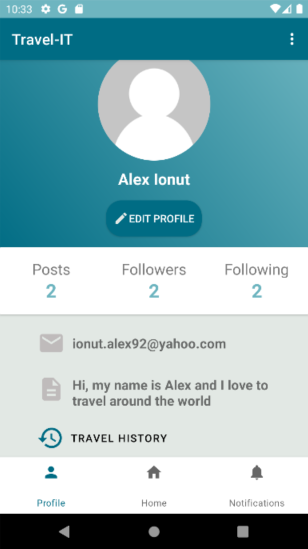 10:33
Travel-IT
Alex Ionut
EDIT PROFILE
Posts Followers Following
2 2 2
ionut.alex92@yahoo.com
Hi, my name is Alex and I love to
travel around the world
TRAVEL HISTORY
Profile Home Notifications